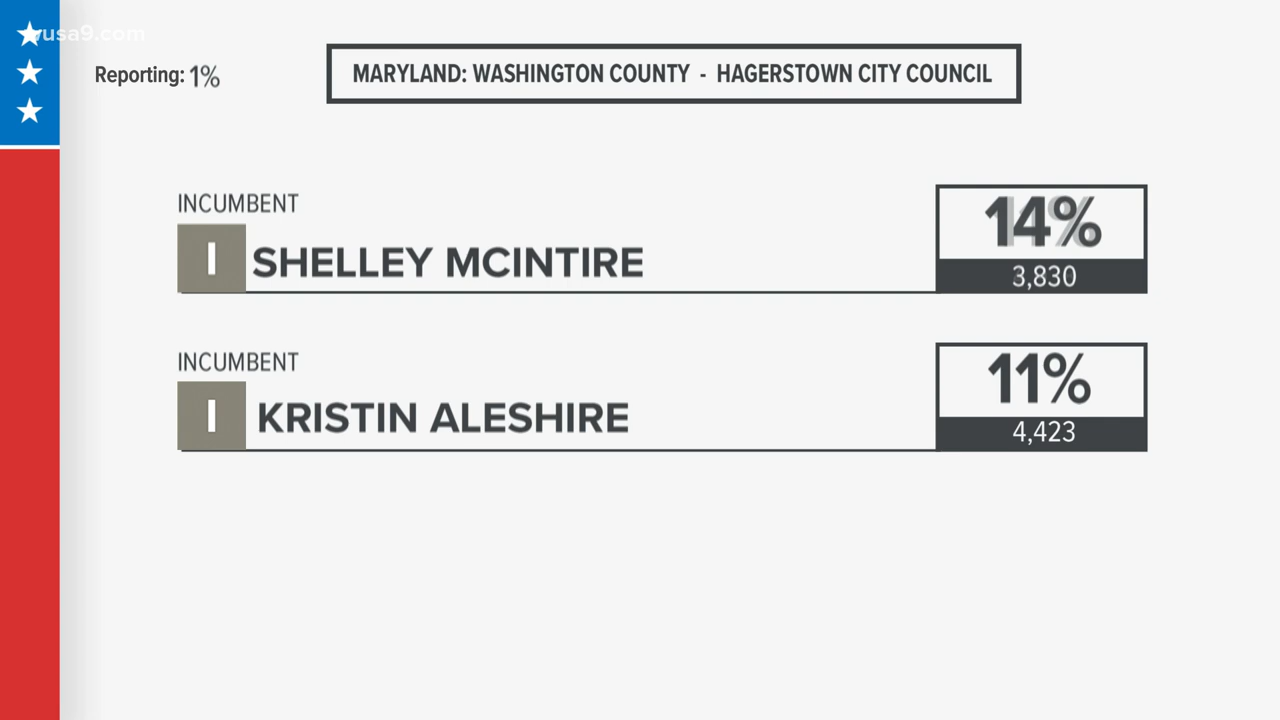 wusa9.com
Reporting: 1%
MARYLAND: WASHINGTON COUNTY - HAGERSTOWN CITY COUNCIL
INCUMBENT
I SHELLEY MCINTIRE
14%
3,830
INCUMBENT
I KRISTIN ALESHIRE
11%
4,423